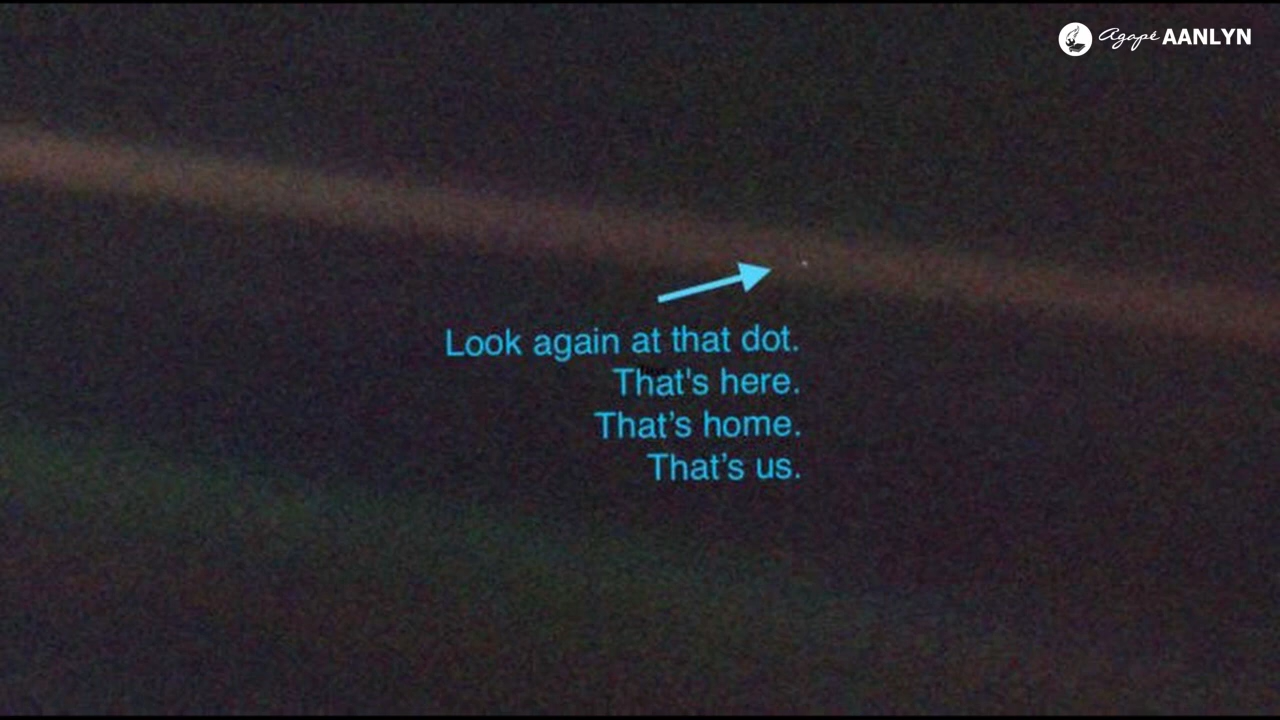 Agapé AANLYN
Look again at that dot.
That's here.
That’s home.
That’s us.